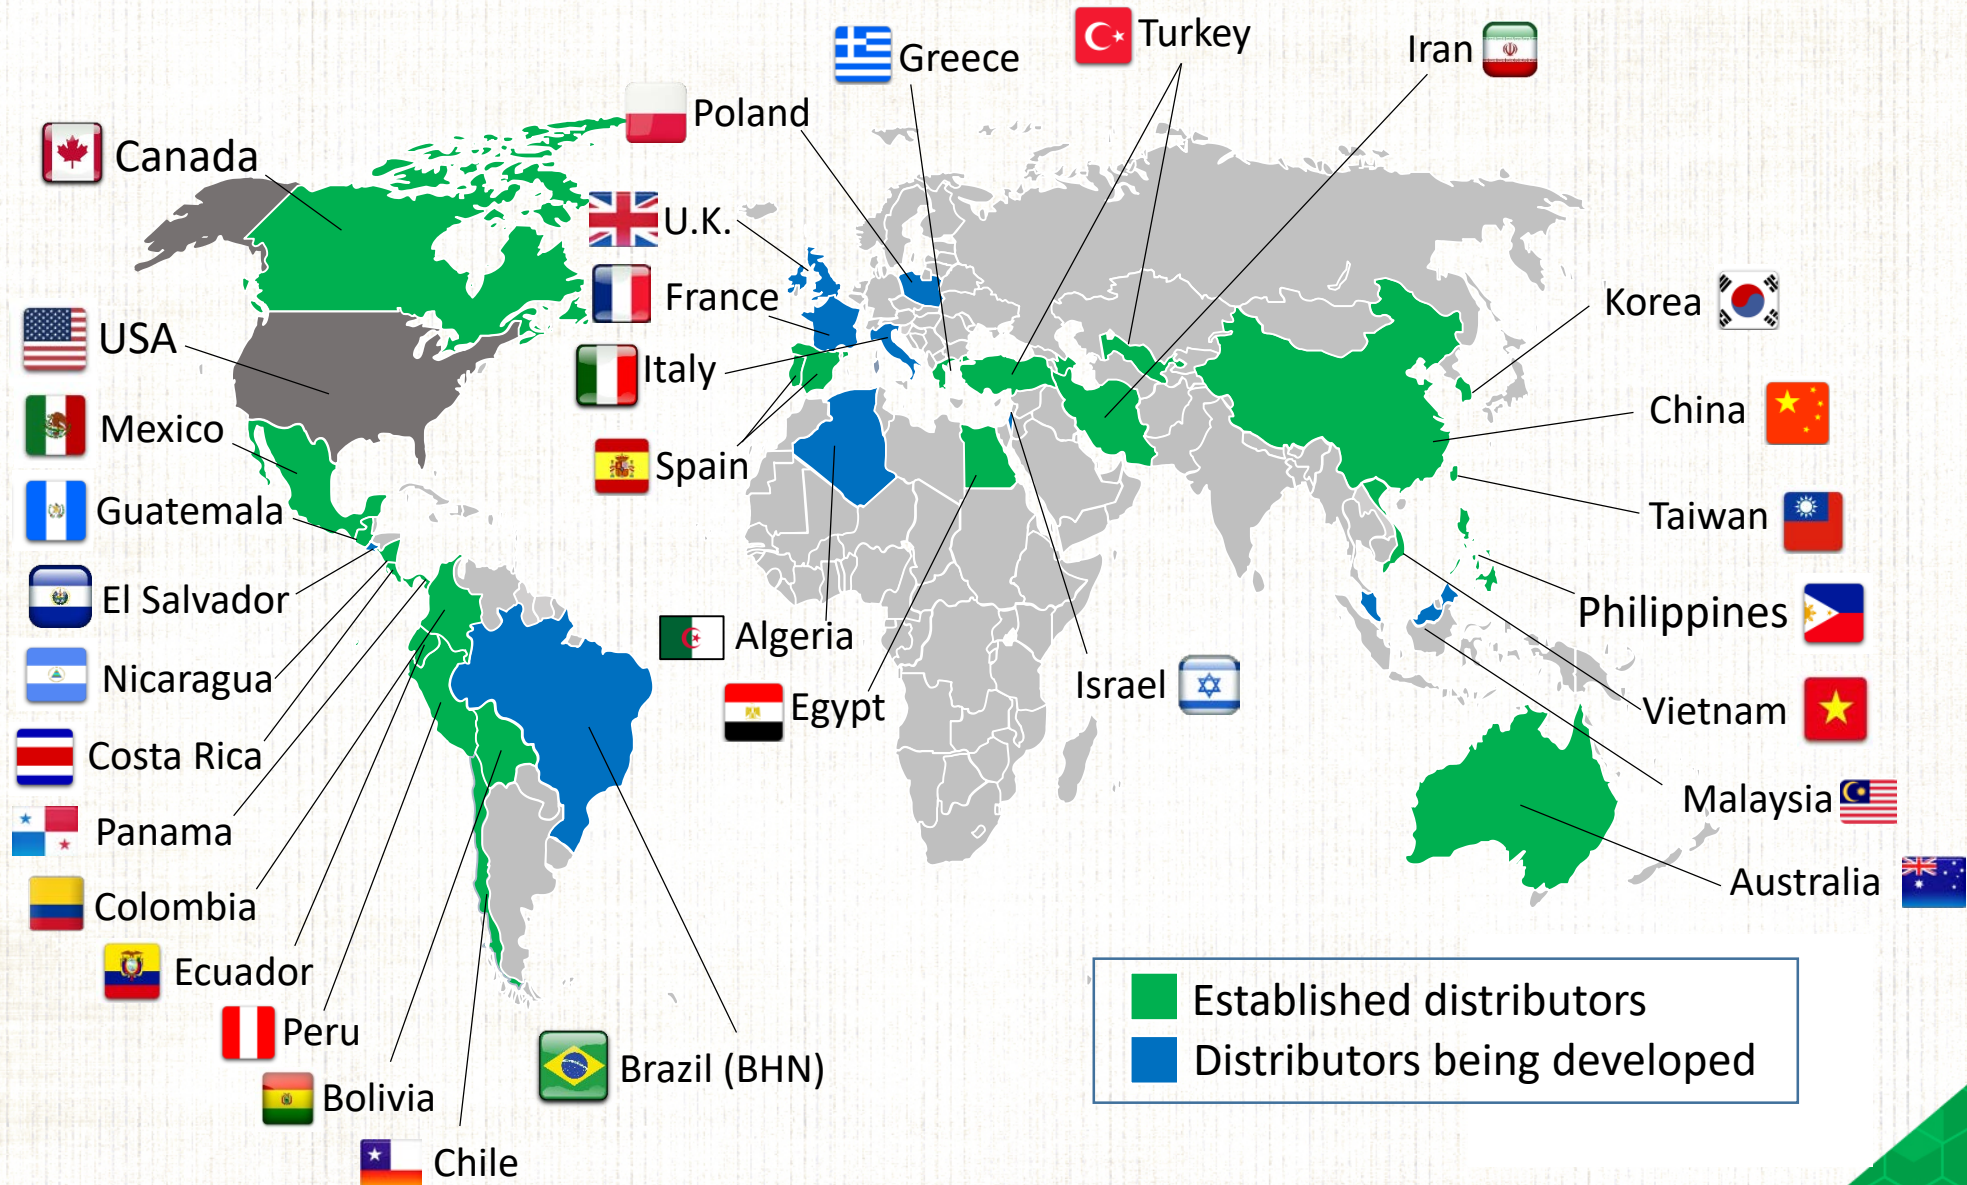 Turkey
Greece
Iran
Poland
Canada
U.K.
France
Korea
USA
Italy
China
Mexico
Spain
Guatemala
Taiwan
El Salvador
Philippines
Algeria
Nicaragua
Israel
Egypt
Vietnam
Costa Rica
Malaysia
Panama
Australia
Colombia
Ecuador
Peru
Brazil (BHN)
Bolivia
Chile
Established distributors
Distributors being developed